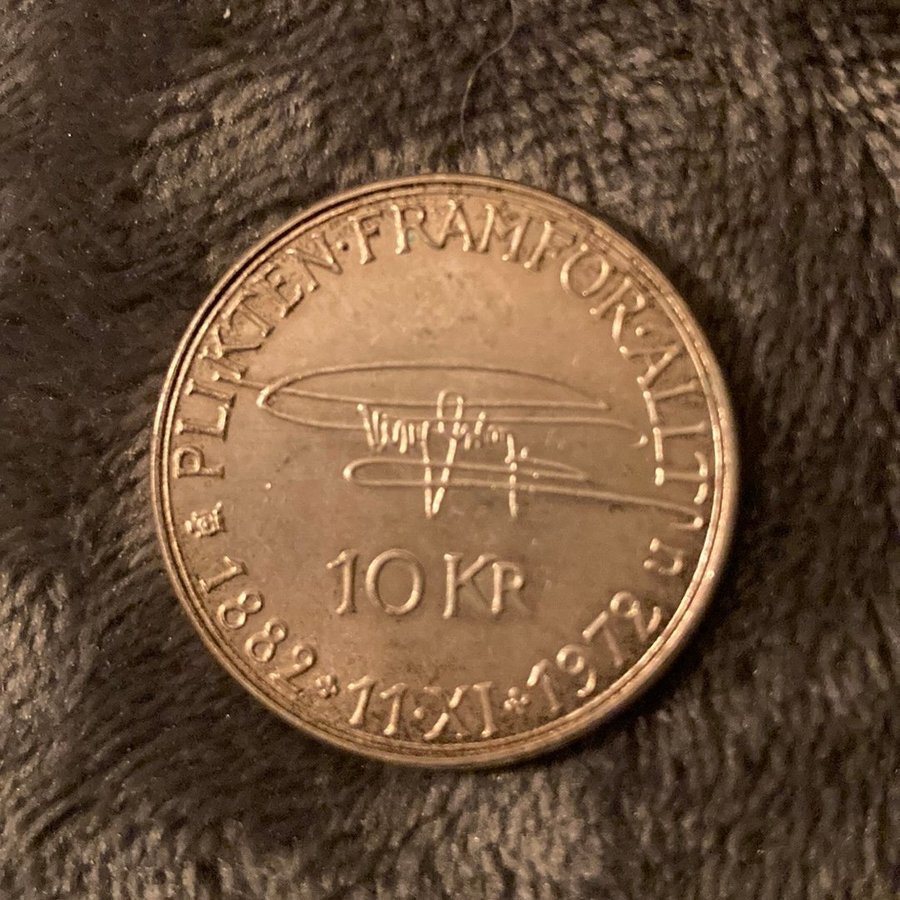 PLIKTEN·FRAMFÖR·ALLT
10 KR
1882 11·XI 1972 U